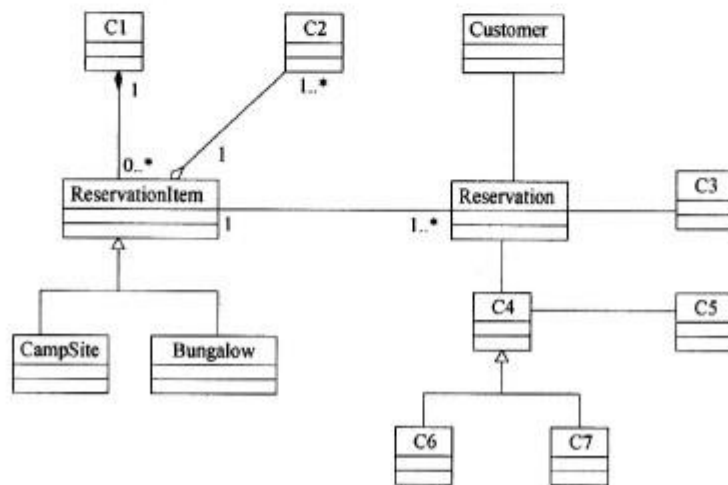 C1
C2
Customer
1
1..*
0..*
1
ReservationItem
Reservation
C3
1
1..*
C4
C5
CampSite
Bungalow
C6
C7